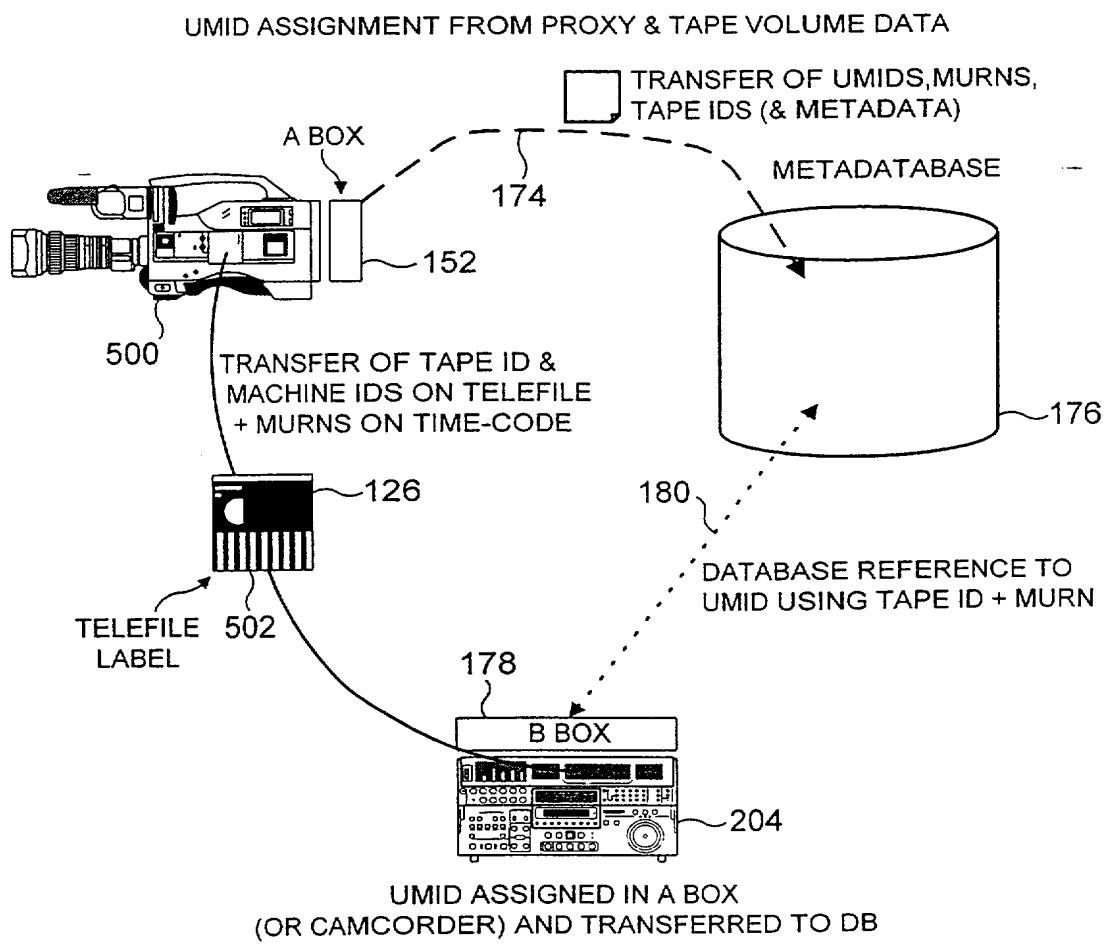 UMID ASSIGNMENT FROM PROXY & TAPE VOLUME DATA
TRANSFER OF UMIDS,MURNS,
TAPE IDS (& METADATA)
A BOX
174
METADATABASE
152
500
TRANSFER OF TAPE ID &
MACHINE IDS ON TELEFILE
+ MURNS ON TIME-CODE
176
126
180
DATABASE REFERENCE TO
UMID USING TAPE ID + MURN
502
TELEFILE
LABEL
178
B BOX
204
UMID ASSIGNED IN A BOX
(OR CAMCORDER) AND TRANSFERRED TO DB